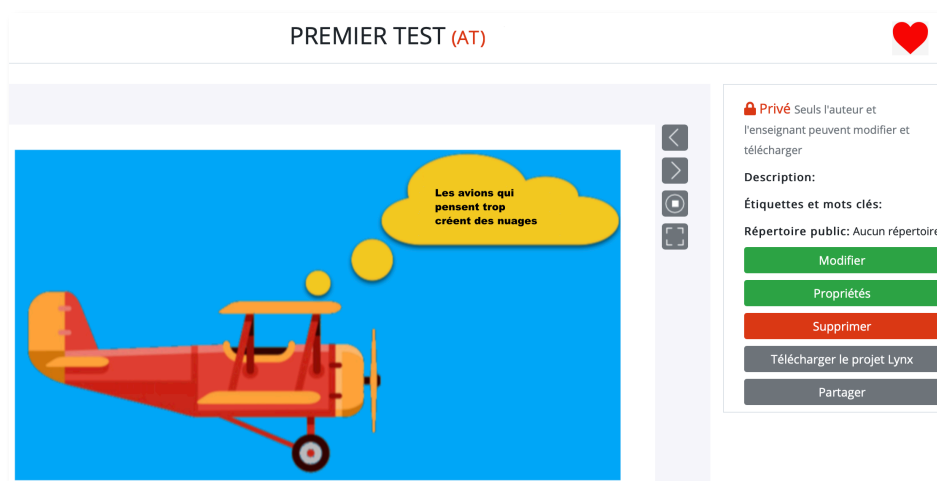 PREMIER TEST (AT)
Les avions qui
pensent trop
créent des nuages
Privé Seuls l'auteur et
l'enseignant peuvent modifier et
télécharger
Description:
Étiquettes et mots clés:
Répertoire public: Aucun répertoire
Modifier
Propriétés
Supprimer
Télécharger le projet Lynx
Partager